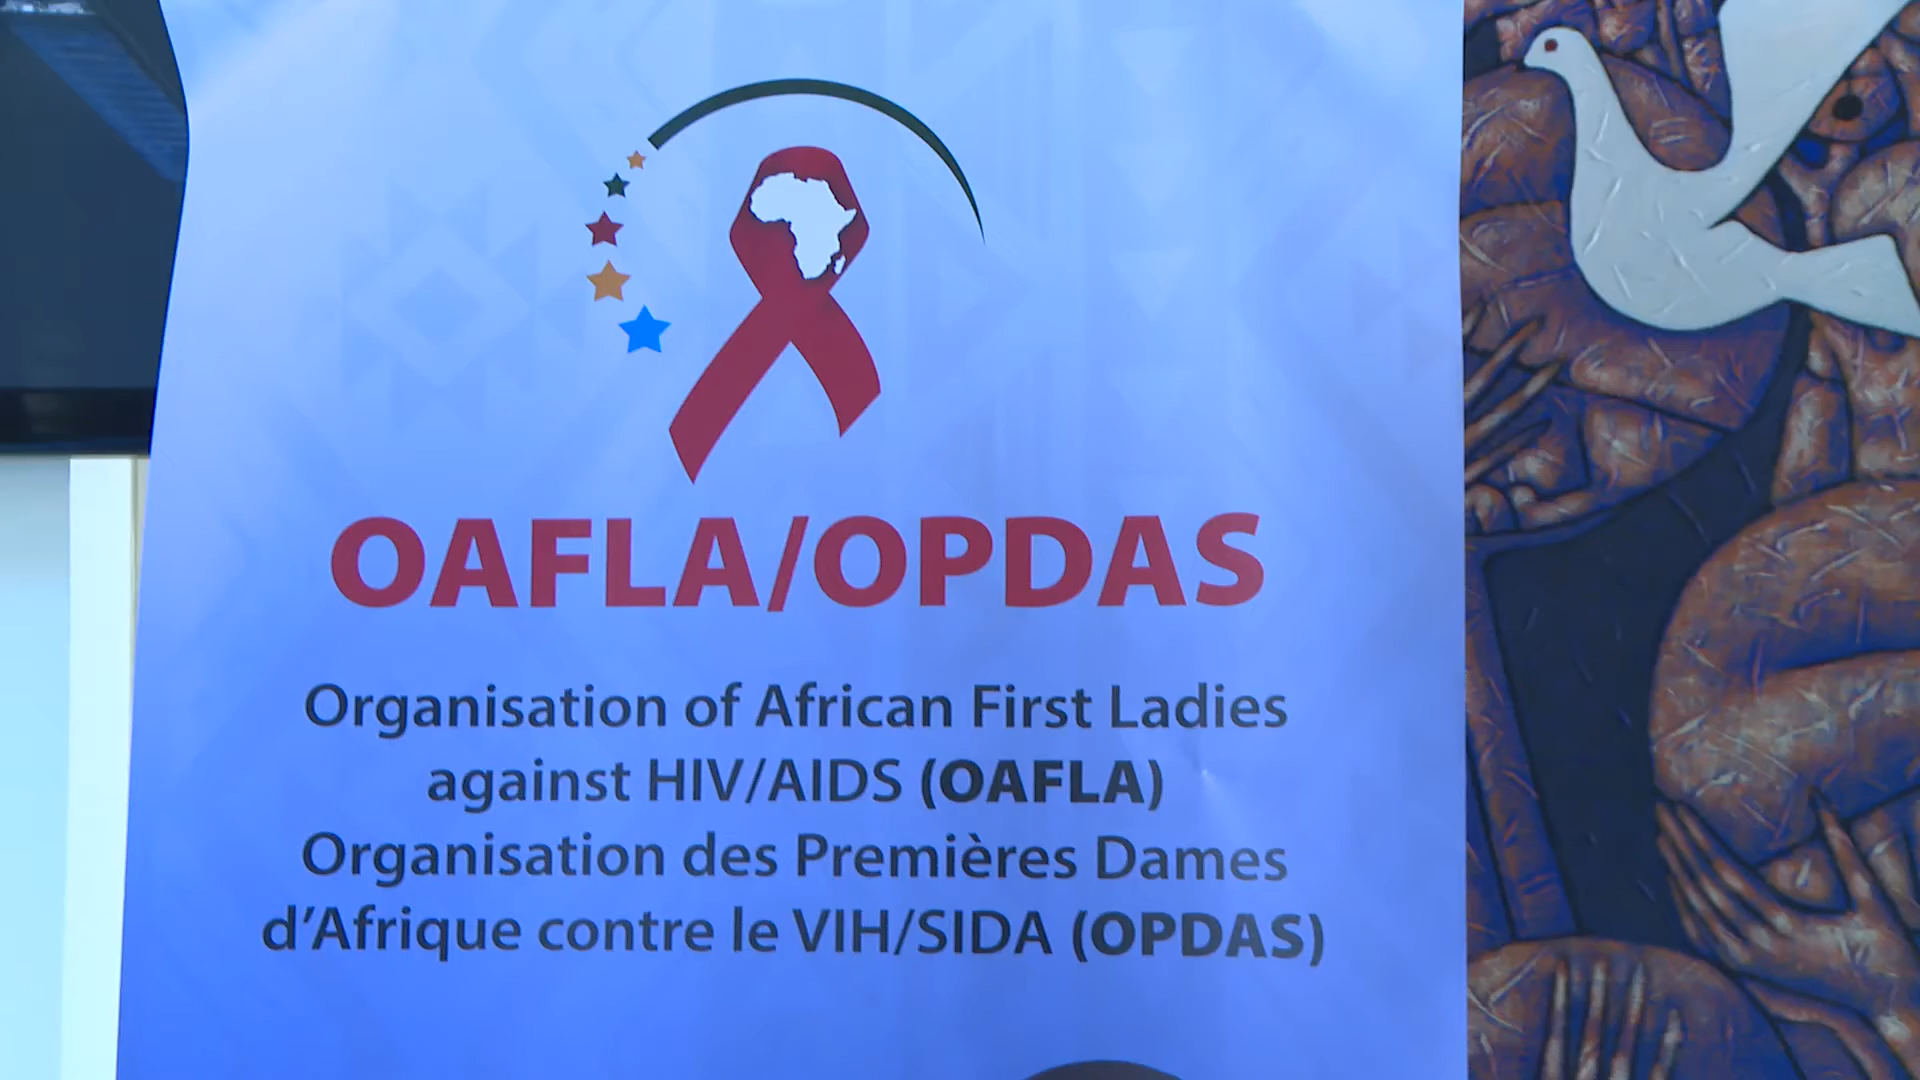 OAFLA/OPDAS
Organisation of African First Ladies
against HIV/AIDS (OAFLA)
Organisation des Premières Dames
d’Afrique contre le VIH/SIDA (OPDAS)